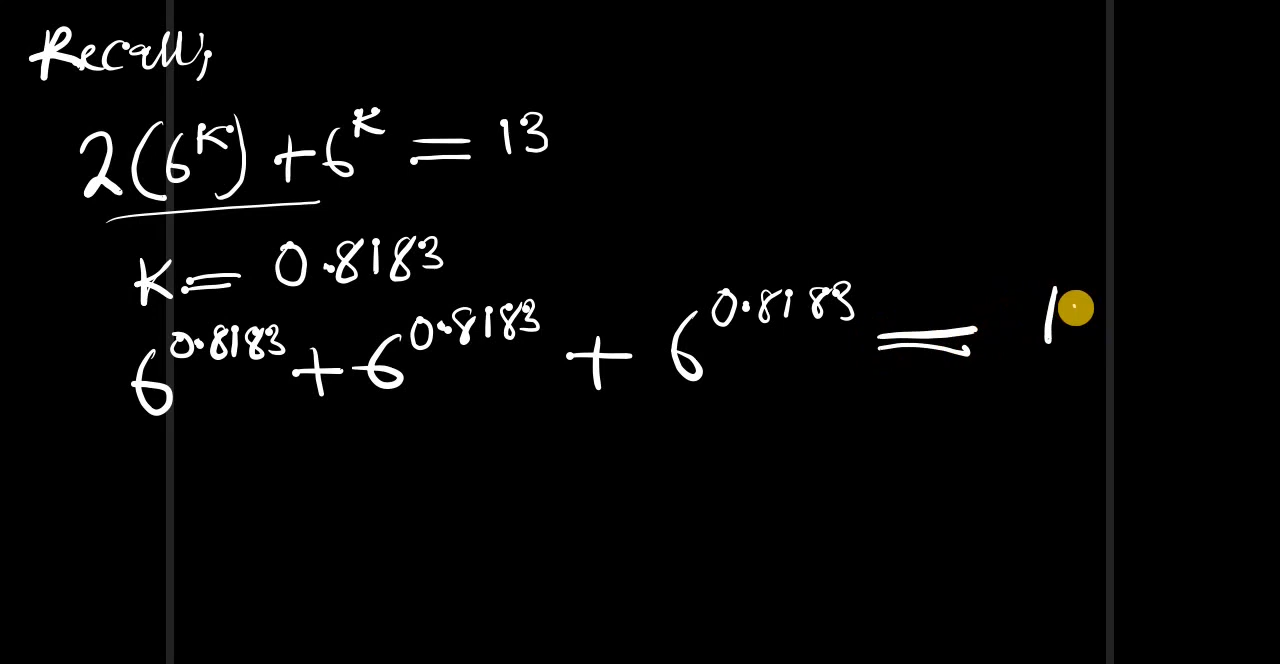 Recall;
2(6^K) + 6^K = 13
K = 0.8183
6^0.8183 + 6^0.8183 + 6^0.8183 = 1